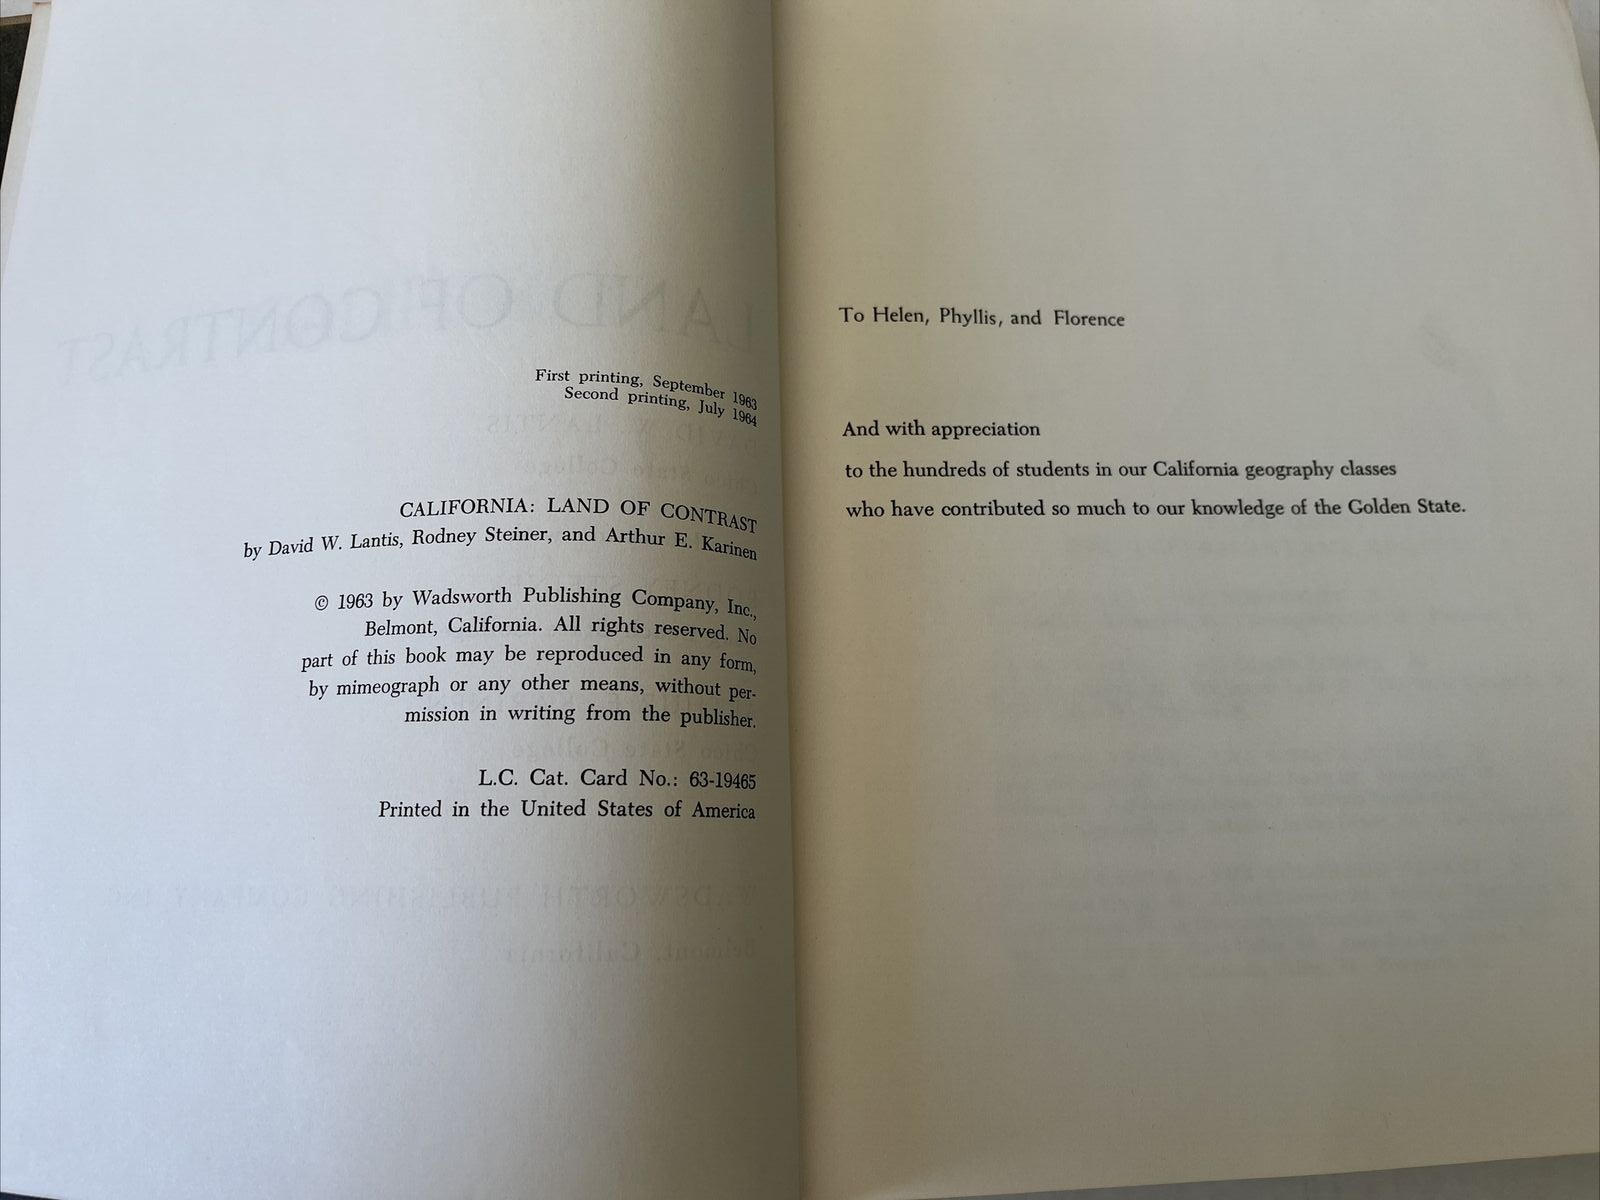 First printing, September 1963
Second printing, July 1964
CALIFORNIA: LAND OF CONTRAST
by David W. Lantis, Rodney Steiner, and Arthur E. Karinen
© 1963 by Wadsworth Publishing Company, Inc.,
Belmont, California. All rights reserved. No
part of this book may be reproduced in any form,
by mimeograph or any other means, without per-
mission in writing from the publisher.
L.C. Cat. Card No.: 63-19465
Printed in the United States of America
To Helen, Phyllis, and Florence
And with appreciation
to the hundreds of students in our California geography classes
who have contributed so much to our knowledge of the Golden State.